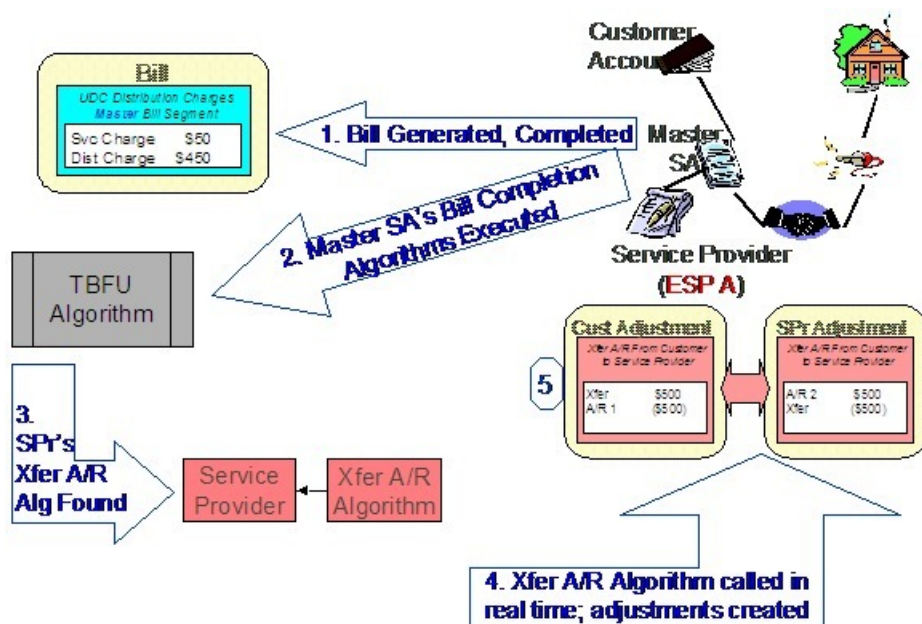 Customer
Account
Bill
UDC Distribution Charges
Master Bill Segment
Svc Charge $50
Dist Charge $450
1. Bill Generated, Completed
Master
SA
2. Master SA's Bill Completion
Algorithms Executed
Service Provider
(ESP A)
TBFU
Algorithm
3.
SPr's
Xfer A/R
Alg Found
Service
Provider
Xfer A/R
Algorithm
5
Cust Adjustment
Xfer A/R From Customer
to Service Provider
Xfer $500
A/R 1 ($500)
SPr Adjustment
Xfer A/R From Customer
to Service Provider
A/R 2 $500
Xfer ($500)
4. Xfer A/R Algorithm called in
real time; adjustments created